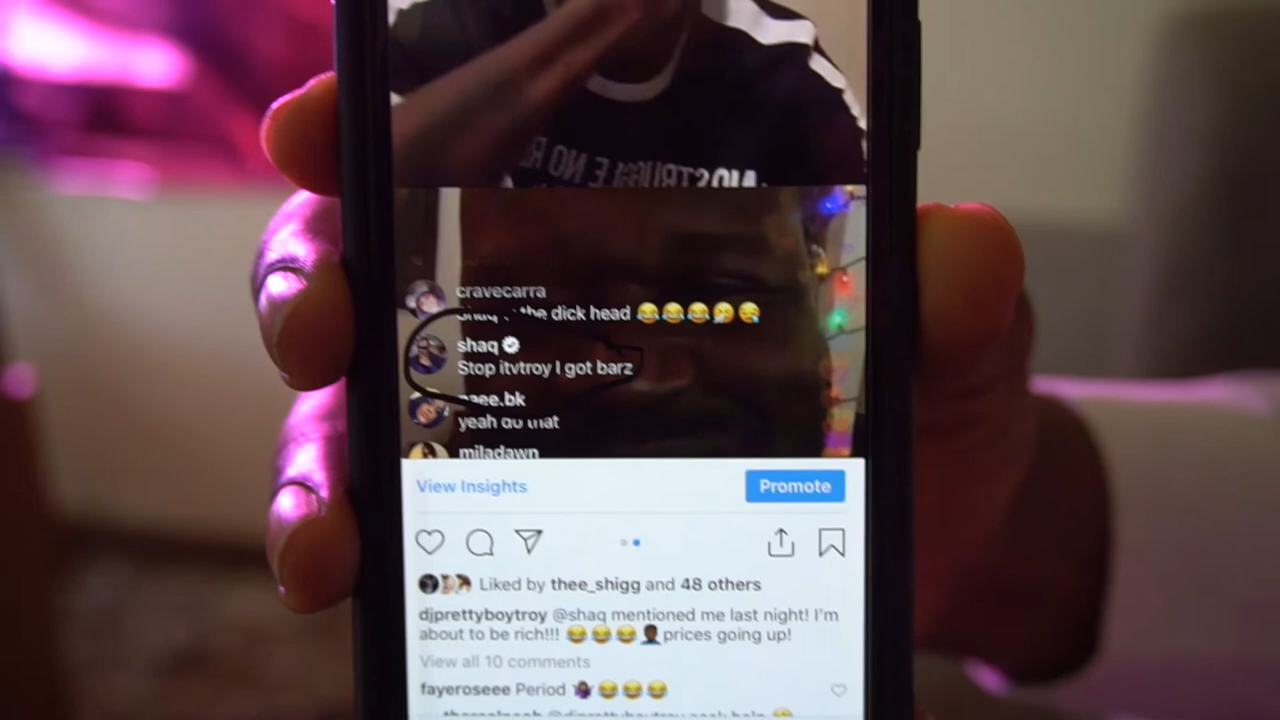 cravecarra
the dick head 😂😂😂😢😪
shaq
Stop itvtroy I got barz
naee.bk
yeah do that
miladawn
View Insights
Promote
Liked by thee_shigg and 48 others
djprettyboytroy @shaq mentioned me last night! I'm
about to be rich!!! 😂😂😂🤦🏿‍♂️prices going up!
View all 10 comments
fayeroseee Period 🤷🏾‍♀️😂😂😂